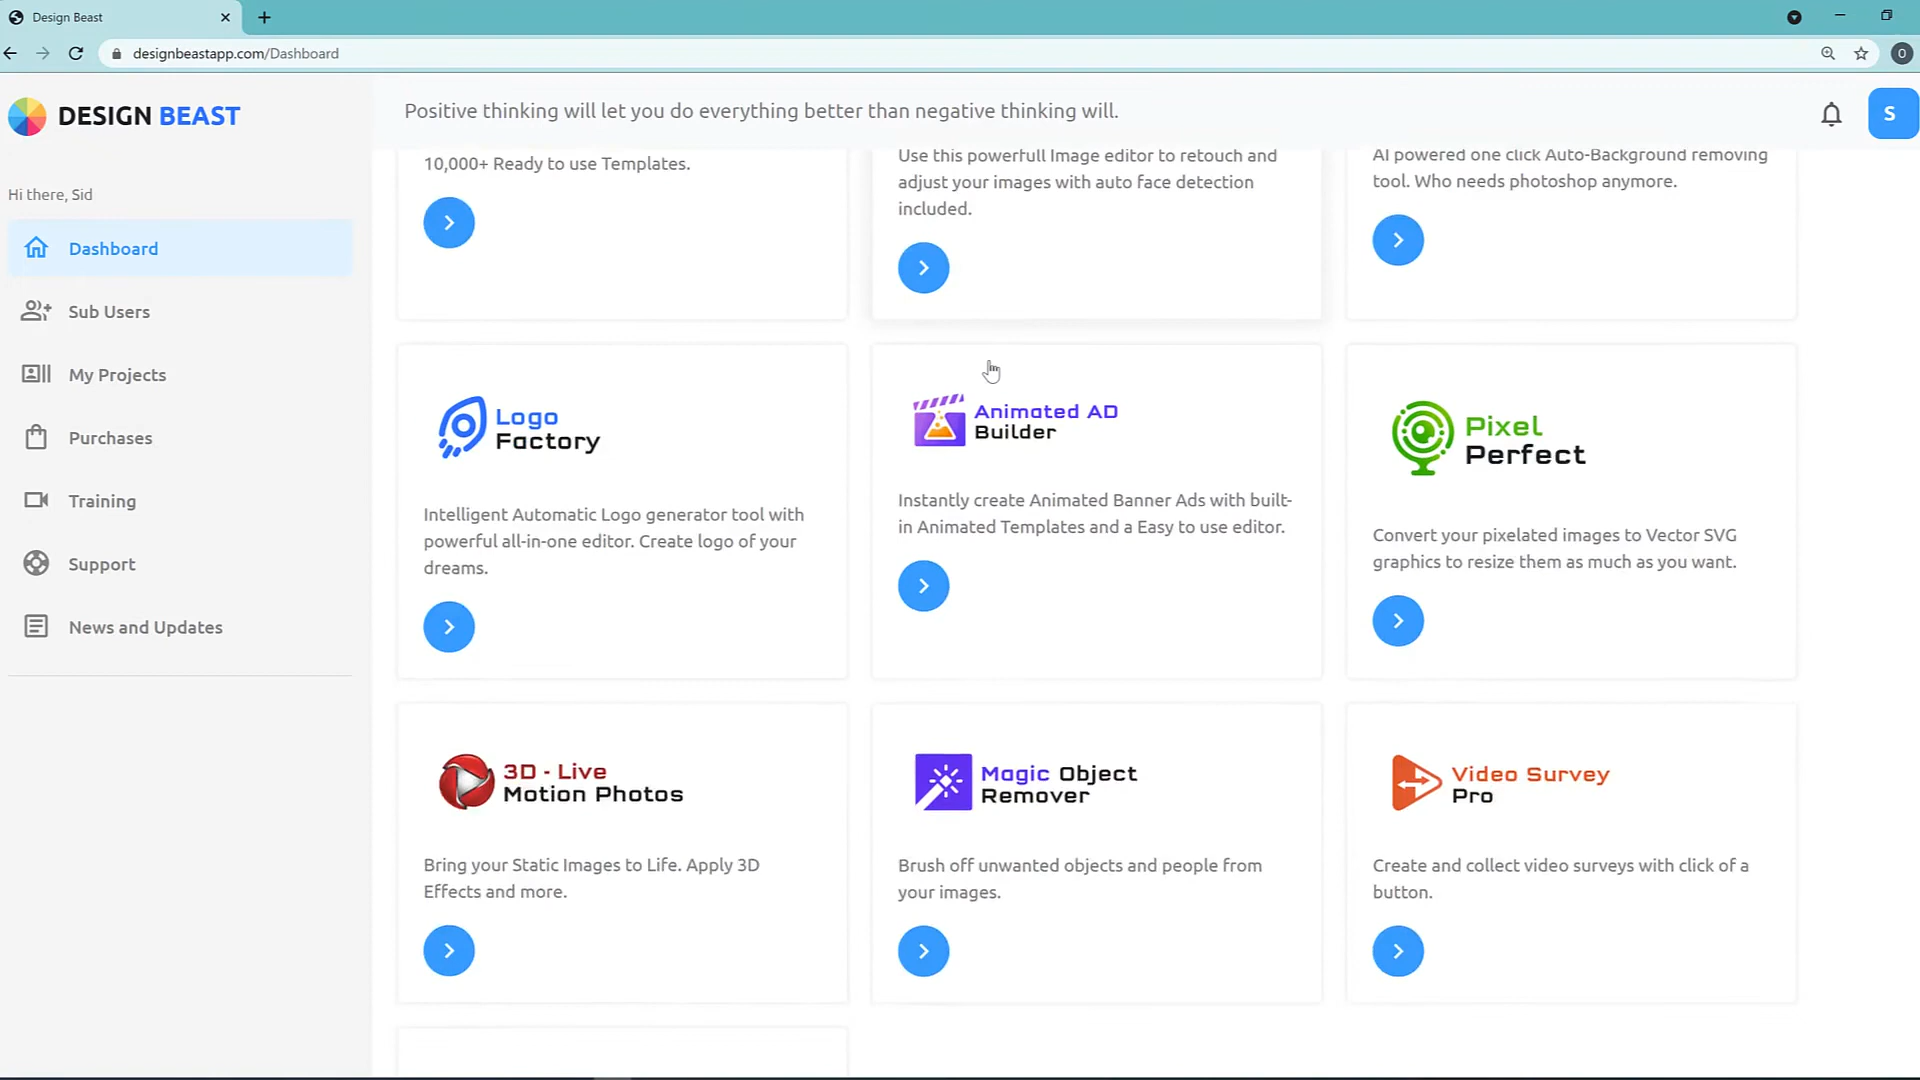 Design Beast
designbeastapp.com/Dashboard
O
DESIGN BEAST
Positive thinking will let you do everything better than negative thinking will.
S
Hi there, Sid
Dashboard
Sub Users
My Projects
Purchases
Training
Support
News and Updates
10,000+ Ready to use Templates.
Use this powerfull Image editor to retouch and
adjust your images with auto face detection
included.
AI powered one click Auto-Background removing
tool. Who needs photoshop anymore.
Logo
Factory
Intelligent Automatic Logo generator tool with
powerful all-in-one editor. Create logo of your
dreams.
Animated AD
Builder
Instantly create Animated Banner Ads with built-
in Animated Templates and a Easy to use editor.
Pixel
Perfect
Convert your pixelated images to Vector SVG
graphics to resize them as much as you want.
3D - Live
Motion Photos
Bring your Static Images to Life. Apply 3D
Effects and more.
Magic Object
Remover
Brush off unwanted objects and people from
your images.
Video Survey
Pro
Create and collect video surveys with click of a
button.